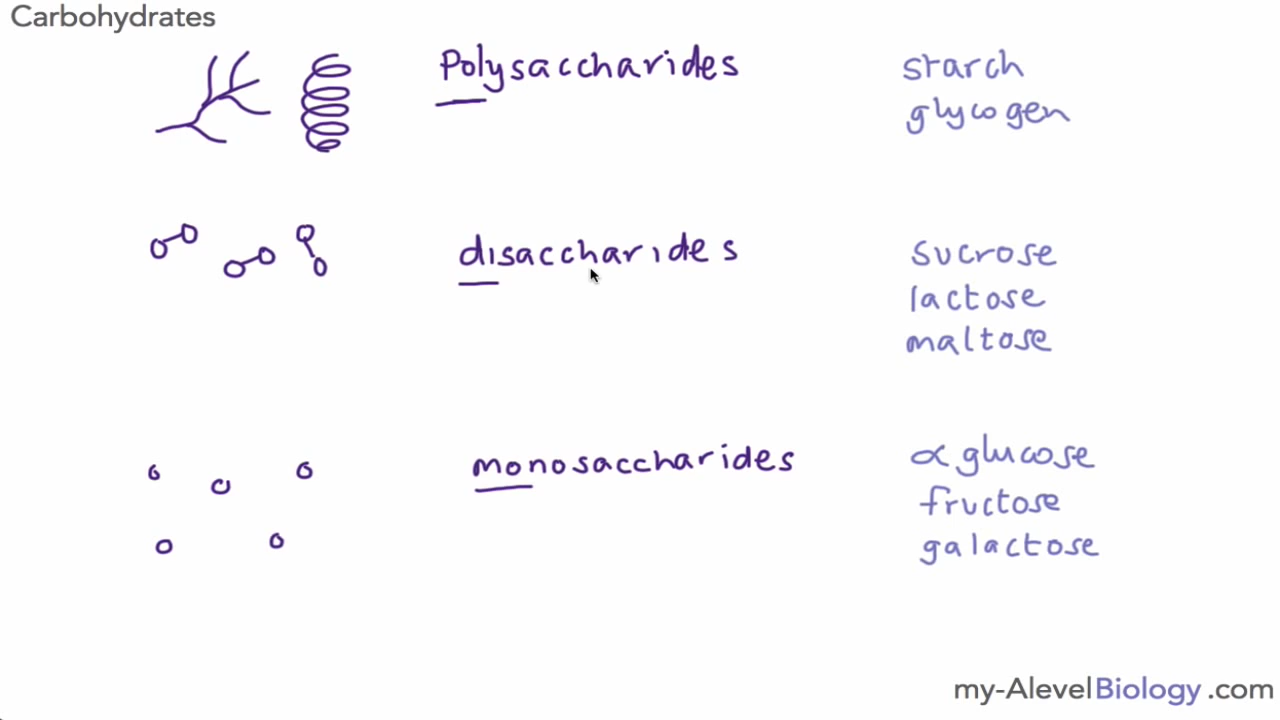 Carbohydrates
Polysaccharides
starch
glycogen
disaccharides
sucrose
lactose
maltose
monosaccharides
α glucose
fructose
galactose
my-AlevelBiology.com